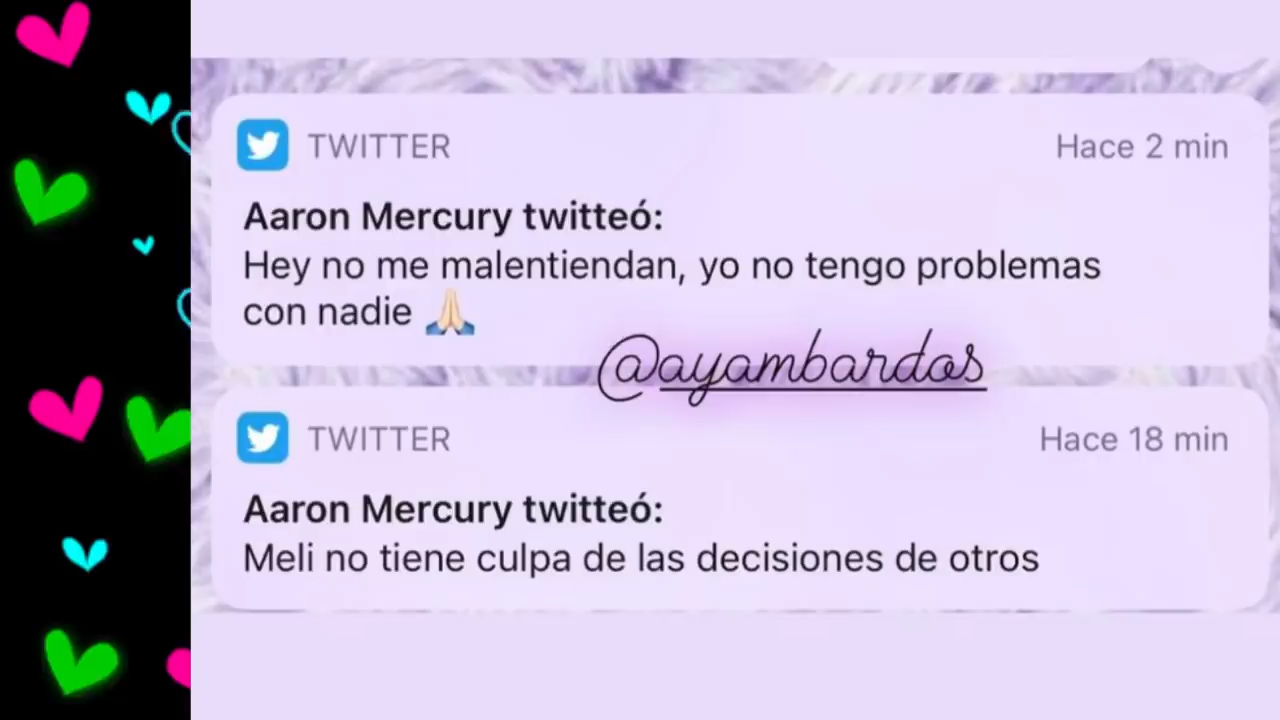 TWITTER
Hace 2 min
Aaron Mercury twitteó:
Hey no me malentiendan, yo no tengo problemas
con nadie 🙏🏻
@ayambardos
TWITTER
Hace 18 min
Aaron Mercury twitteó:
Meli no tiene culpa de las decisiones de otros